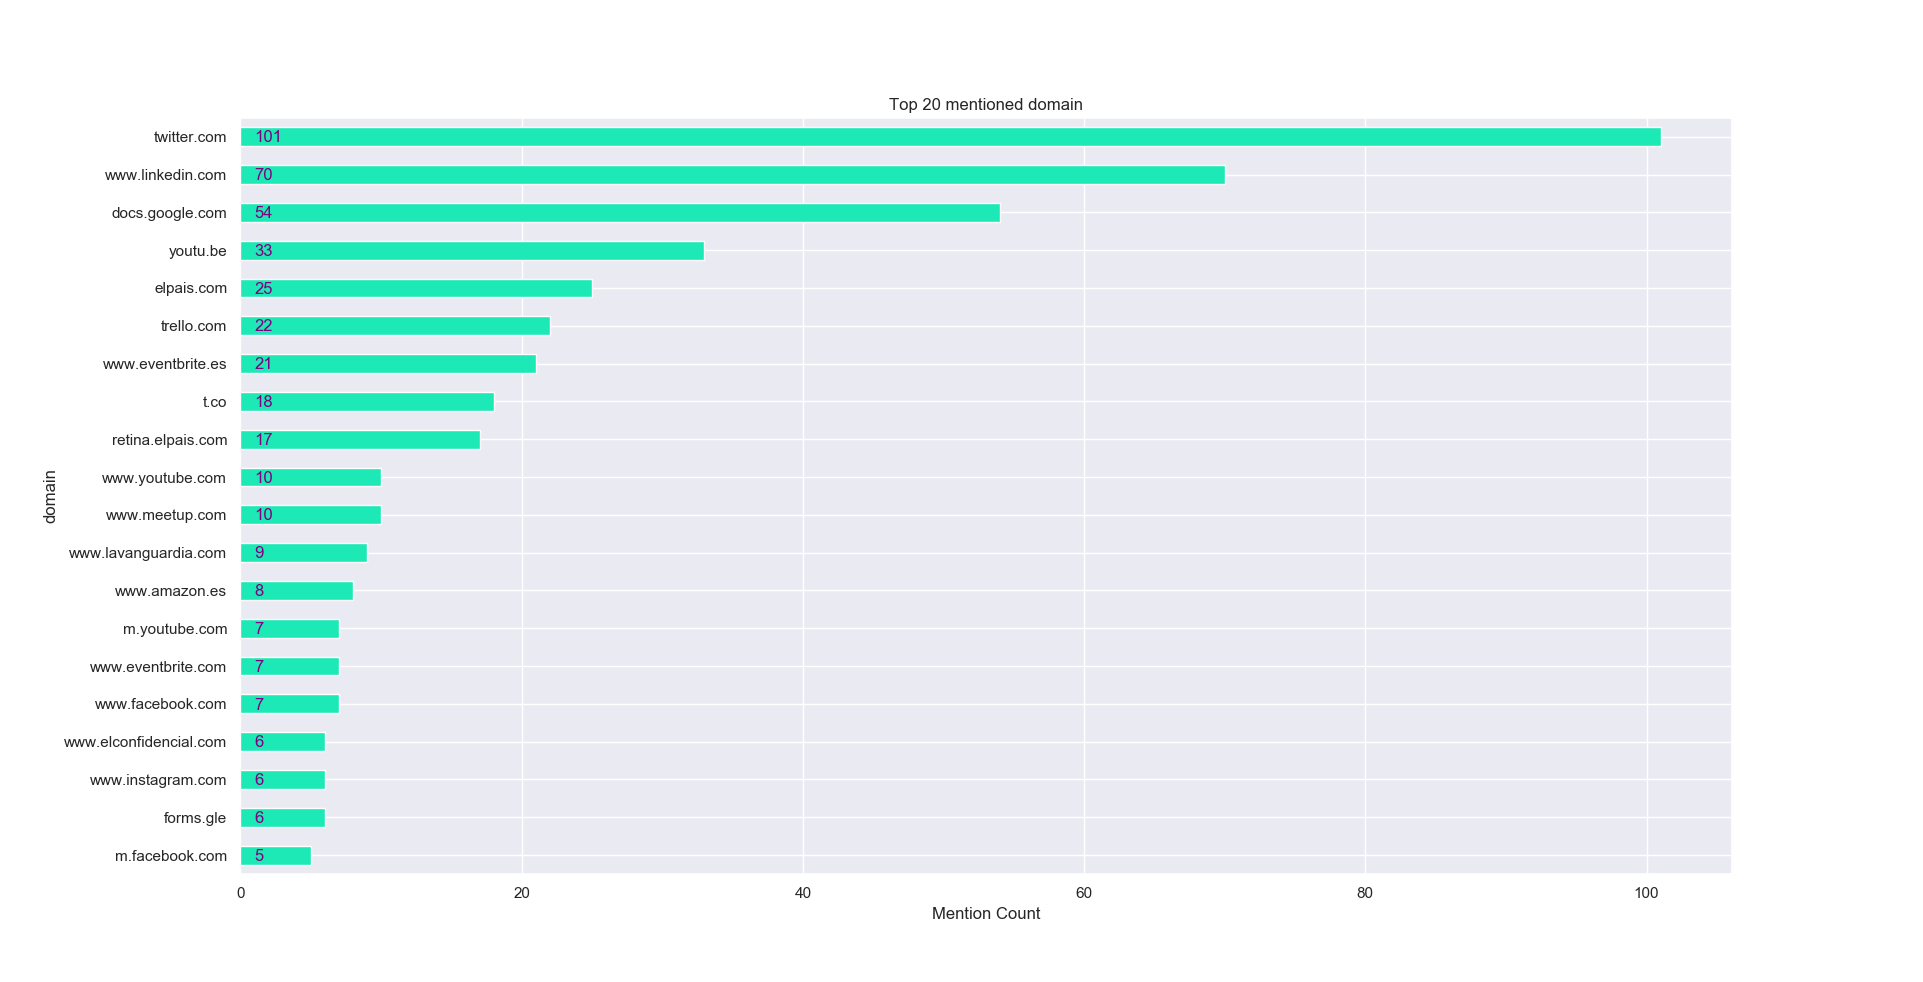 Top 20 mentioned domain
twitter.com 101
www.linkedin.com 70
docs.google.com 54
youtu.be 33
elpais.com 25
trello.com 22
www.eventbrite.es 21
t.co 18
retina.elpais.com 17
www.youtube.com 10
www.meetup.com 10
www.lavanguardia.com 9
www.amazon.es 8
m.youtube.com 7
www.eventbrite.com 7
www.facebook.com 7
www.elconfidencial.com 6
www.instagram.com 6
forms.gle 6
m.facebook.com 5
domain
0 20 40 60 80 100
Mention Count